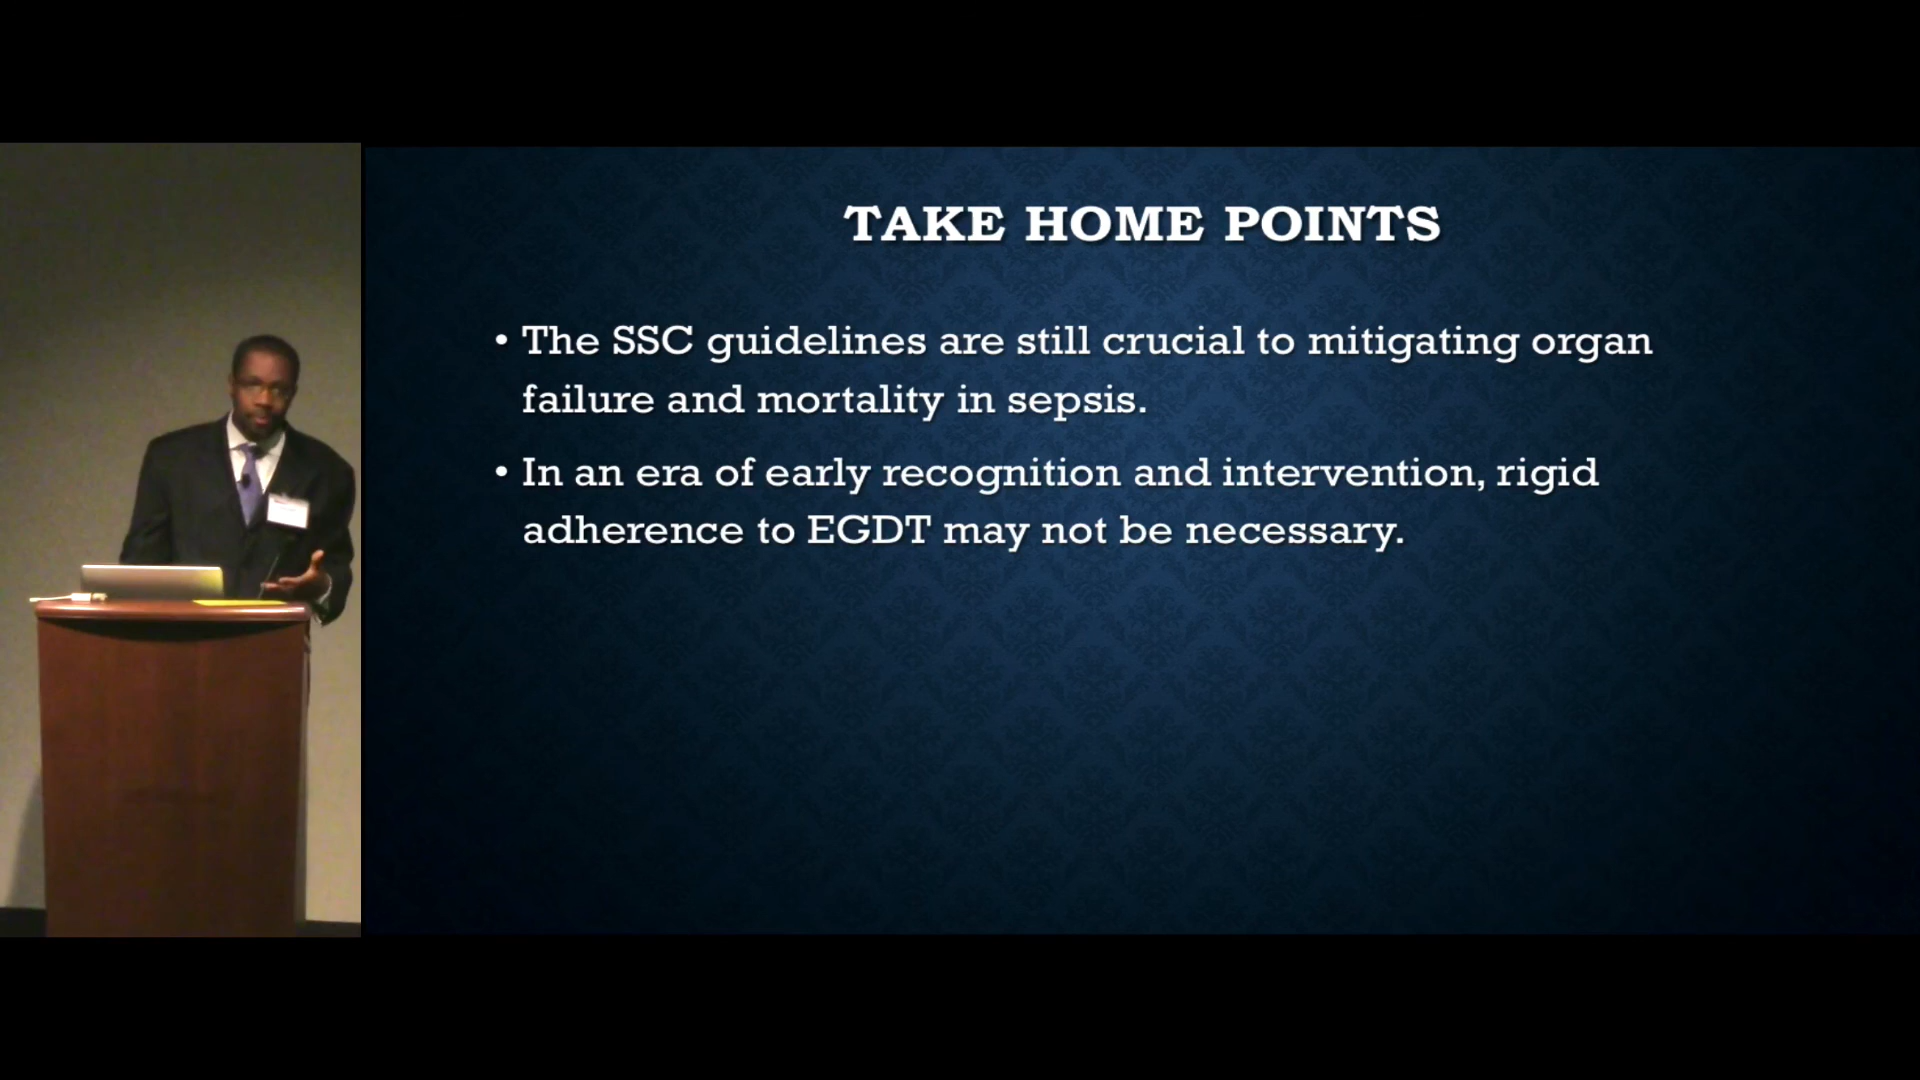 TAKE HOME POINTS
• The SSC guidelines are still crucial to mitigating organ
failure and mortality in sepsis.
• In an era of early recognition and intervention, rigid
adherence to EGDT may not be necessary.